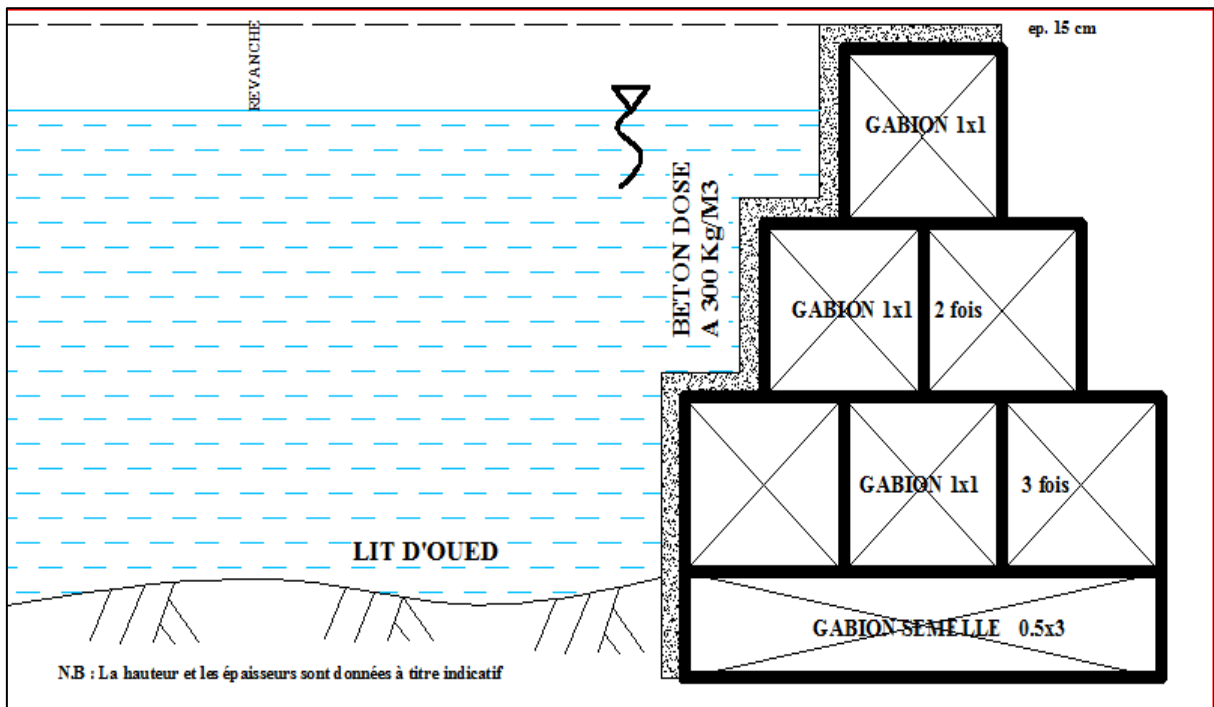 ep. 15 cm
REVANCHE
GABION 1x1
BETON DOSE
A 300 Kg/M3
GABION 1x1 2 fois
GABION 1x1 3 fois
LIT D'OUED
GABION SEMELLE 0.5x3
N.B : La hauteur et les épaisseurs sont données à titre indicatif